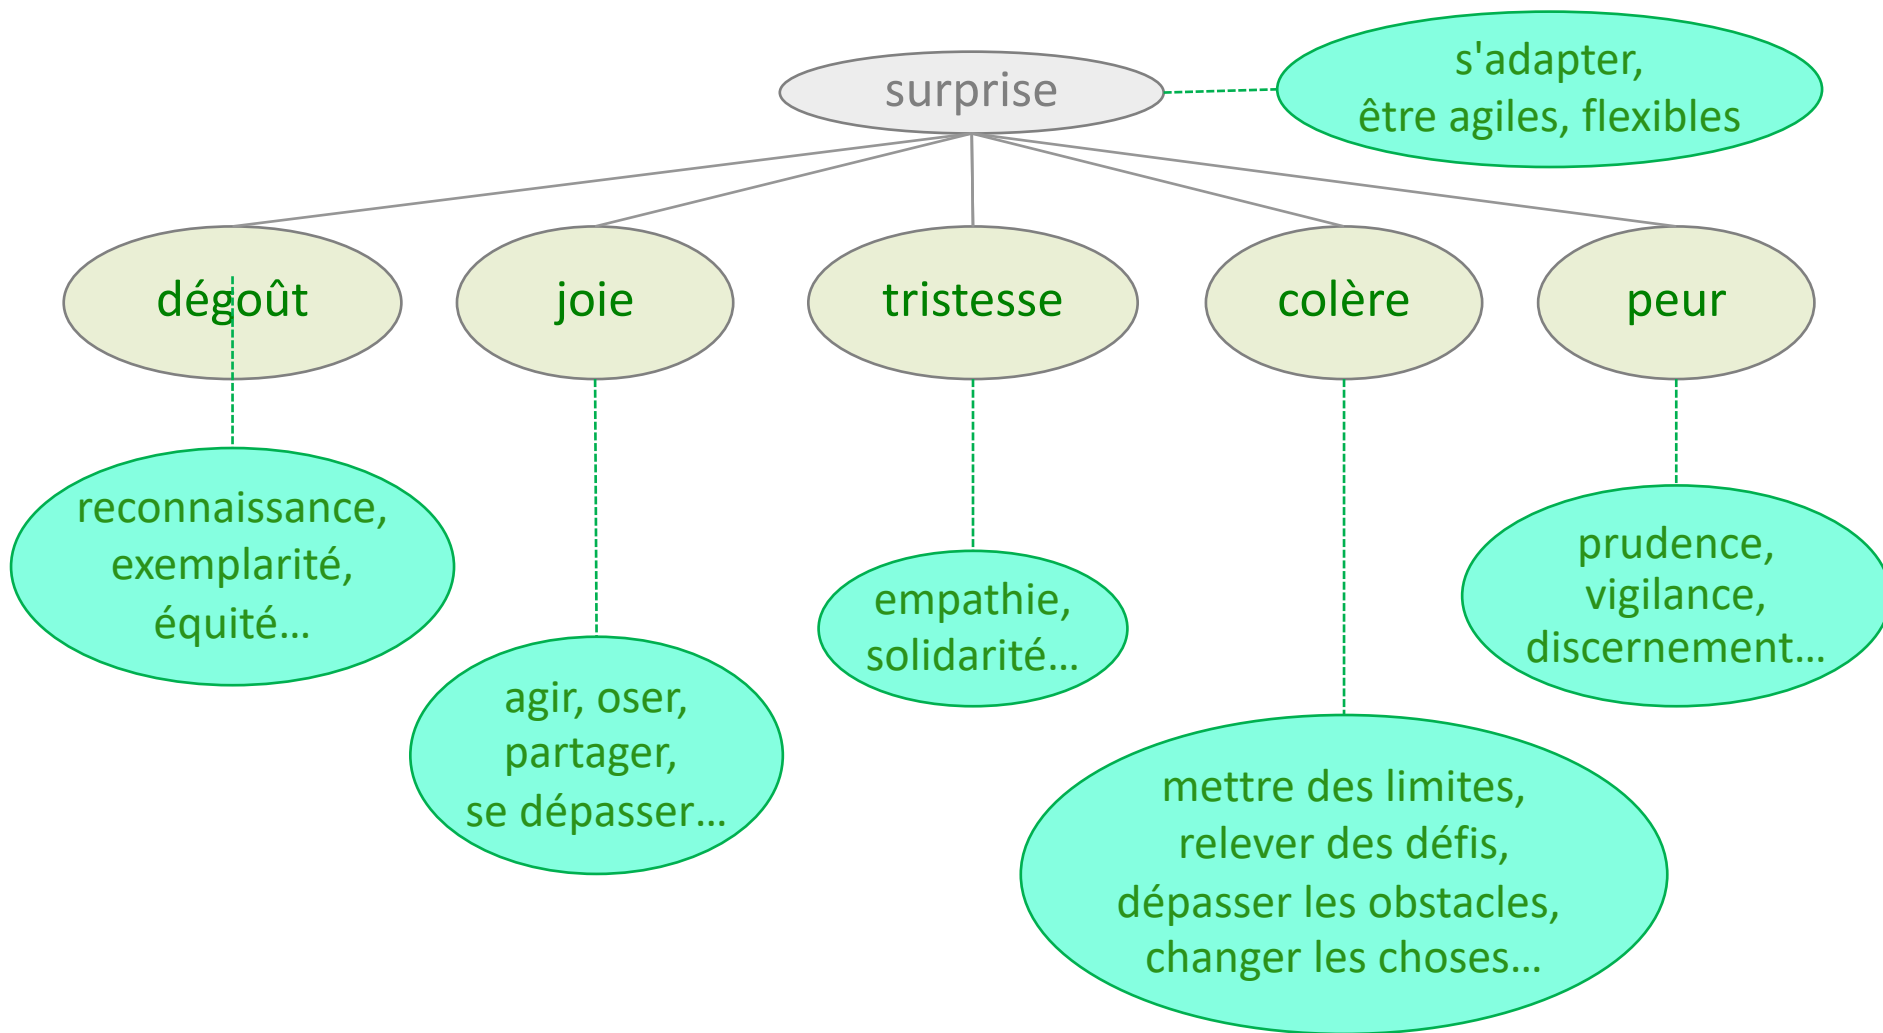 surprise
s'adapter,
être agiles, flexibles
dégoût
joie
tristesse
colère
peur
reconnaissance,
exemplarité,
équité…
agir, oser,
partager,
se dépasser…
empathie,
solidarité…
mettre des limites,
relever des défis,
dépasser les obstacles,
changer les choses…
prudence,
vigilance,
discernement…